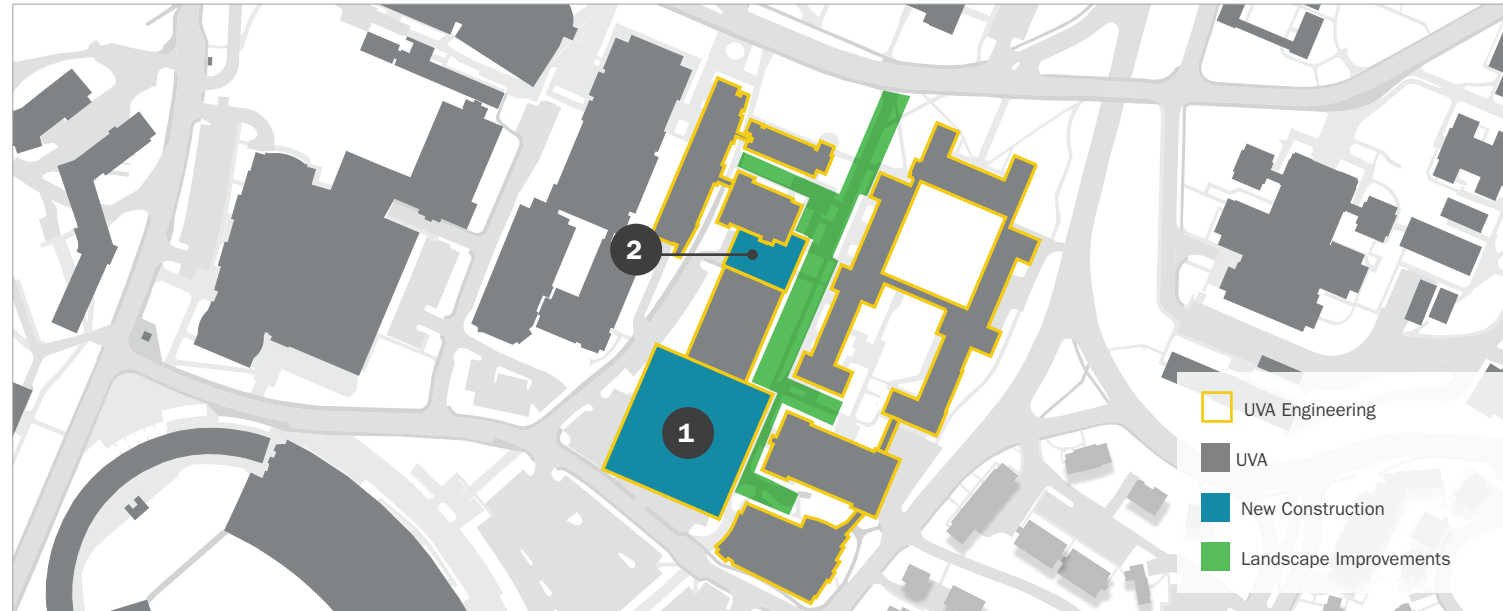 2
1
UVA Engineering
UVA
New Construction
Landscape Improvements